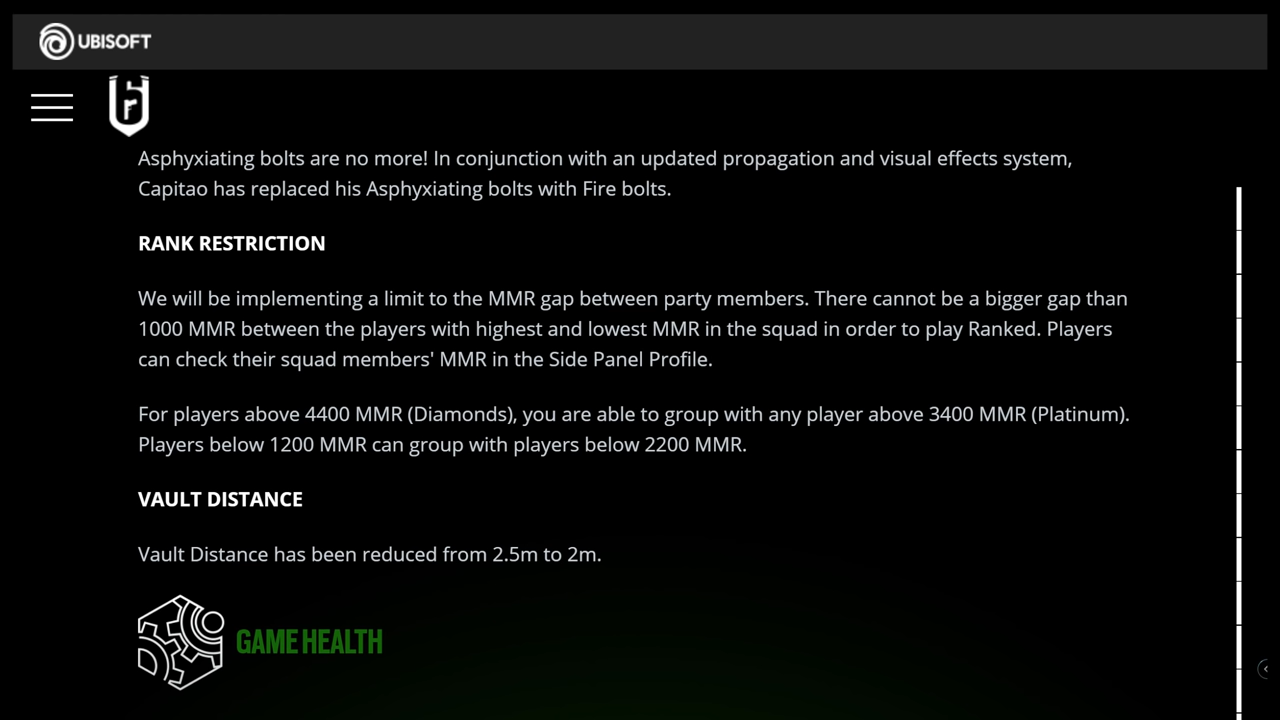 UBISOFT
Asphyxiating bolts are no more! In conjunction with an updated propagation and visual effects system,
Capitao has replaced his Asphyxiating bolts with Fire bolts.
RANK RESTRICTION
We will be implementing a limit to the MMR gap between party members. There cannot be a bigger gap than
1000 MMR between the players with highest and lowest MMR in the squad in order to play Ranked. Players
can check their squad members' MMR in the Side Panel Profile.
For players above 4400 MMR (Diamonds), you are able to group with any player above 3400 MMR (Platinum).
Players below 1200 MMR can group with players below 2200 MMR.
VAULT DISTANCE
Vault Distance has been reduced from 2.5m to 2m.
GAME HEALTH